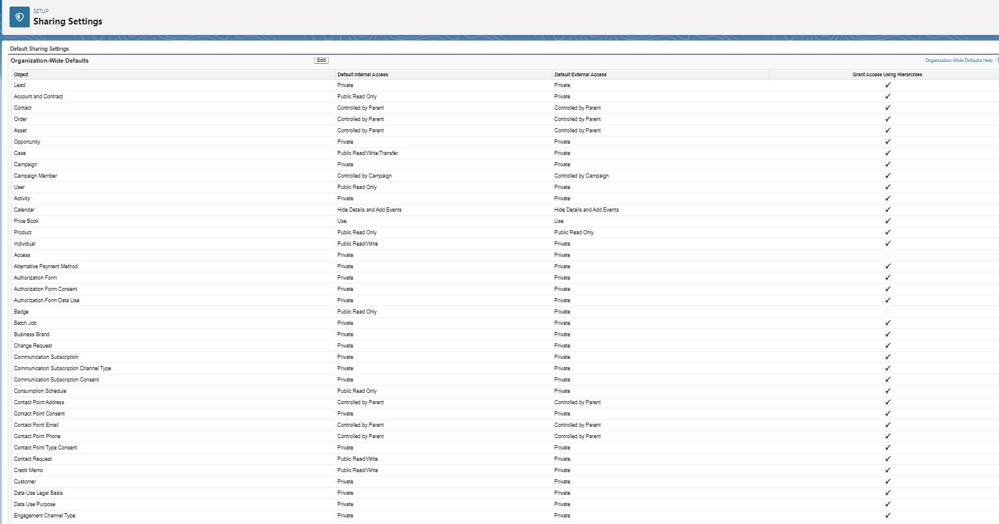 SETUP
Sharing Settings
Default Sharing Settings
Organization-Wide Defaults Edit Organization-Wide Defaults Help
Object Default Internal Access Default External Access Grant Access Using Hierarchies
Lead Private Private ✓
Account and Contract Public Read Only Private ✓
Contact Controlled by Parent Controlled by Parent ✓
Order Controlled by Parent Controlled by Parent ✓
Asset Controlled by Parent Controlled by Parent ✓
Opportunity Private Private ✓
Case Public Read/Write/Transfer Private ✓
Campaign Private Private ✓
Campaign Member Controlled by Campaign Controlled by Campaign ✓
User Public Read Only Private ✓
Activity Private Private ✓
Calendar Hide Details and Add Events Hide Details and Add Events ✓
Price Book Use Use ✓
Product Public Read Only Public Read Only ✓
Individual Public Read/Write Private ✓
Access Private Private
Alternative Payment Method Private Private ✓
Authorization Form Private Private ✓
Authorization Form Consent Private Private ✓
Authorization Form Data Use Private Private ✓
Badge Public Read Only Private
Batch Job Private Private ✓
Business Brand Private Private ✓
Change Request Private Private ✓
Communication Subscription Private Private ✓
Communication Subscription Channel Type Private Private ✓
Communication Subscription Consent Private Private ✓
Consumption Schedule Public Read Only Private ✓
Contact Point Address Controlled by Parent Controlled by Parent ✓
Contact Point Consent Private Private ✓
Contact Point Email Controlled by Parent Controlled by Parent ✓
Contact Point Phone Controlled by Parent Controlled by Parent ✓
Contact Point Type Consent Private Private ✓
Contact Request Public Read/Write Private ✓
Credit Memo Public Read/Write Private ✓
Customer Private Private ✓
Data Use Legal Basis Private Private ✓
Data Use Purpose Private Private ✓
Engagement Channel Type Private Private ✓